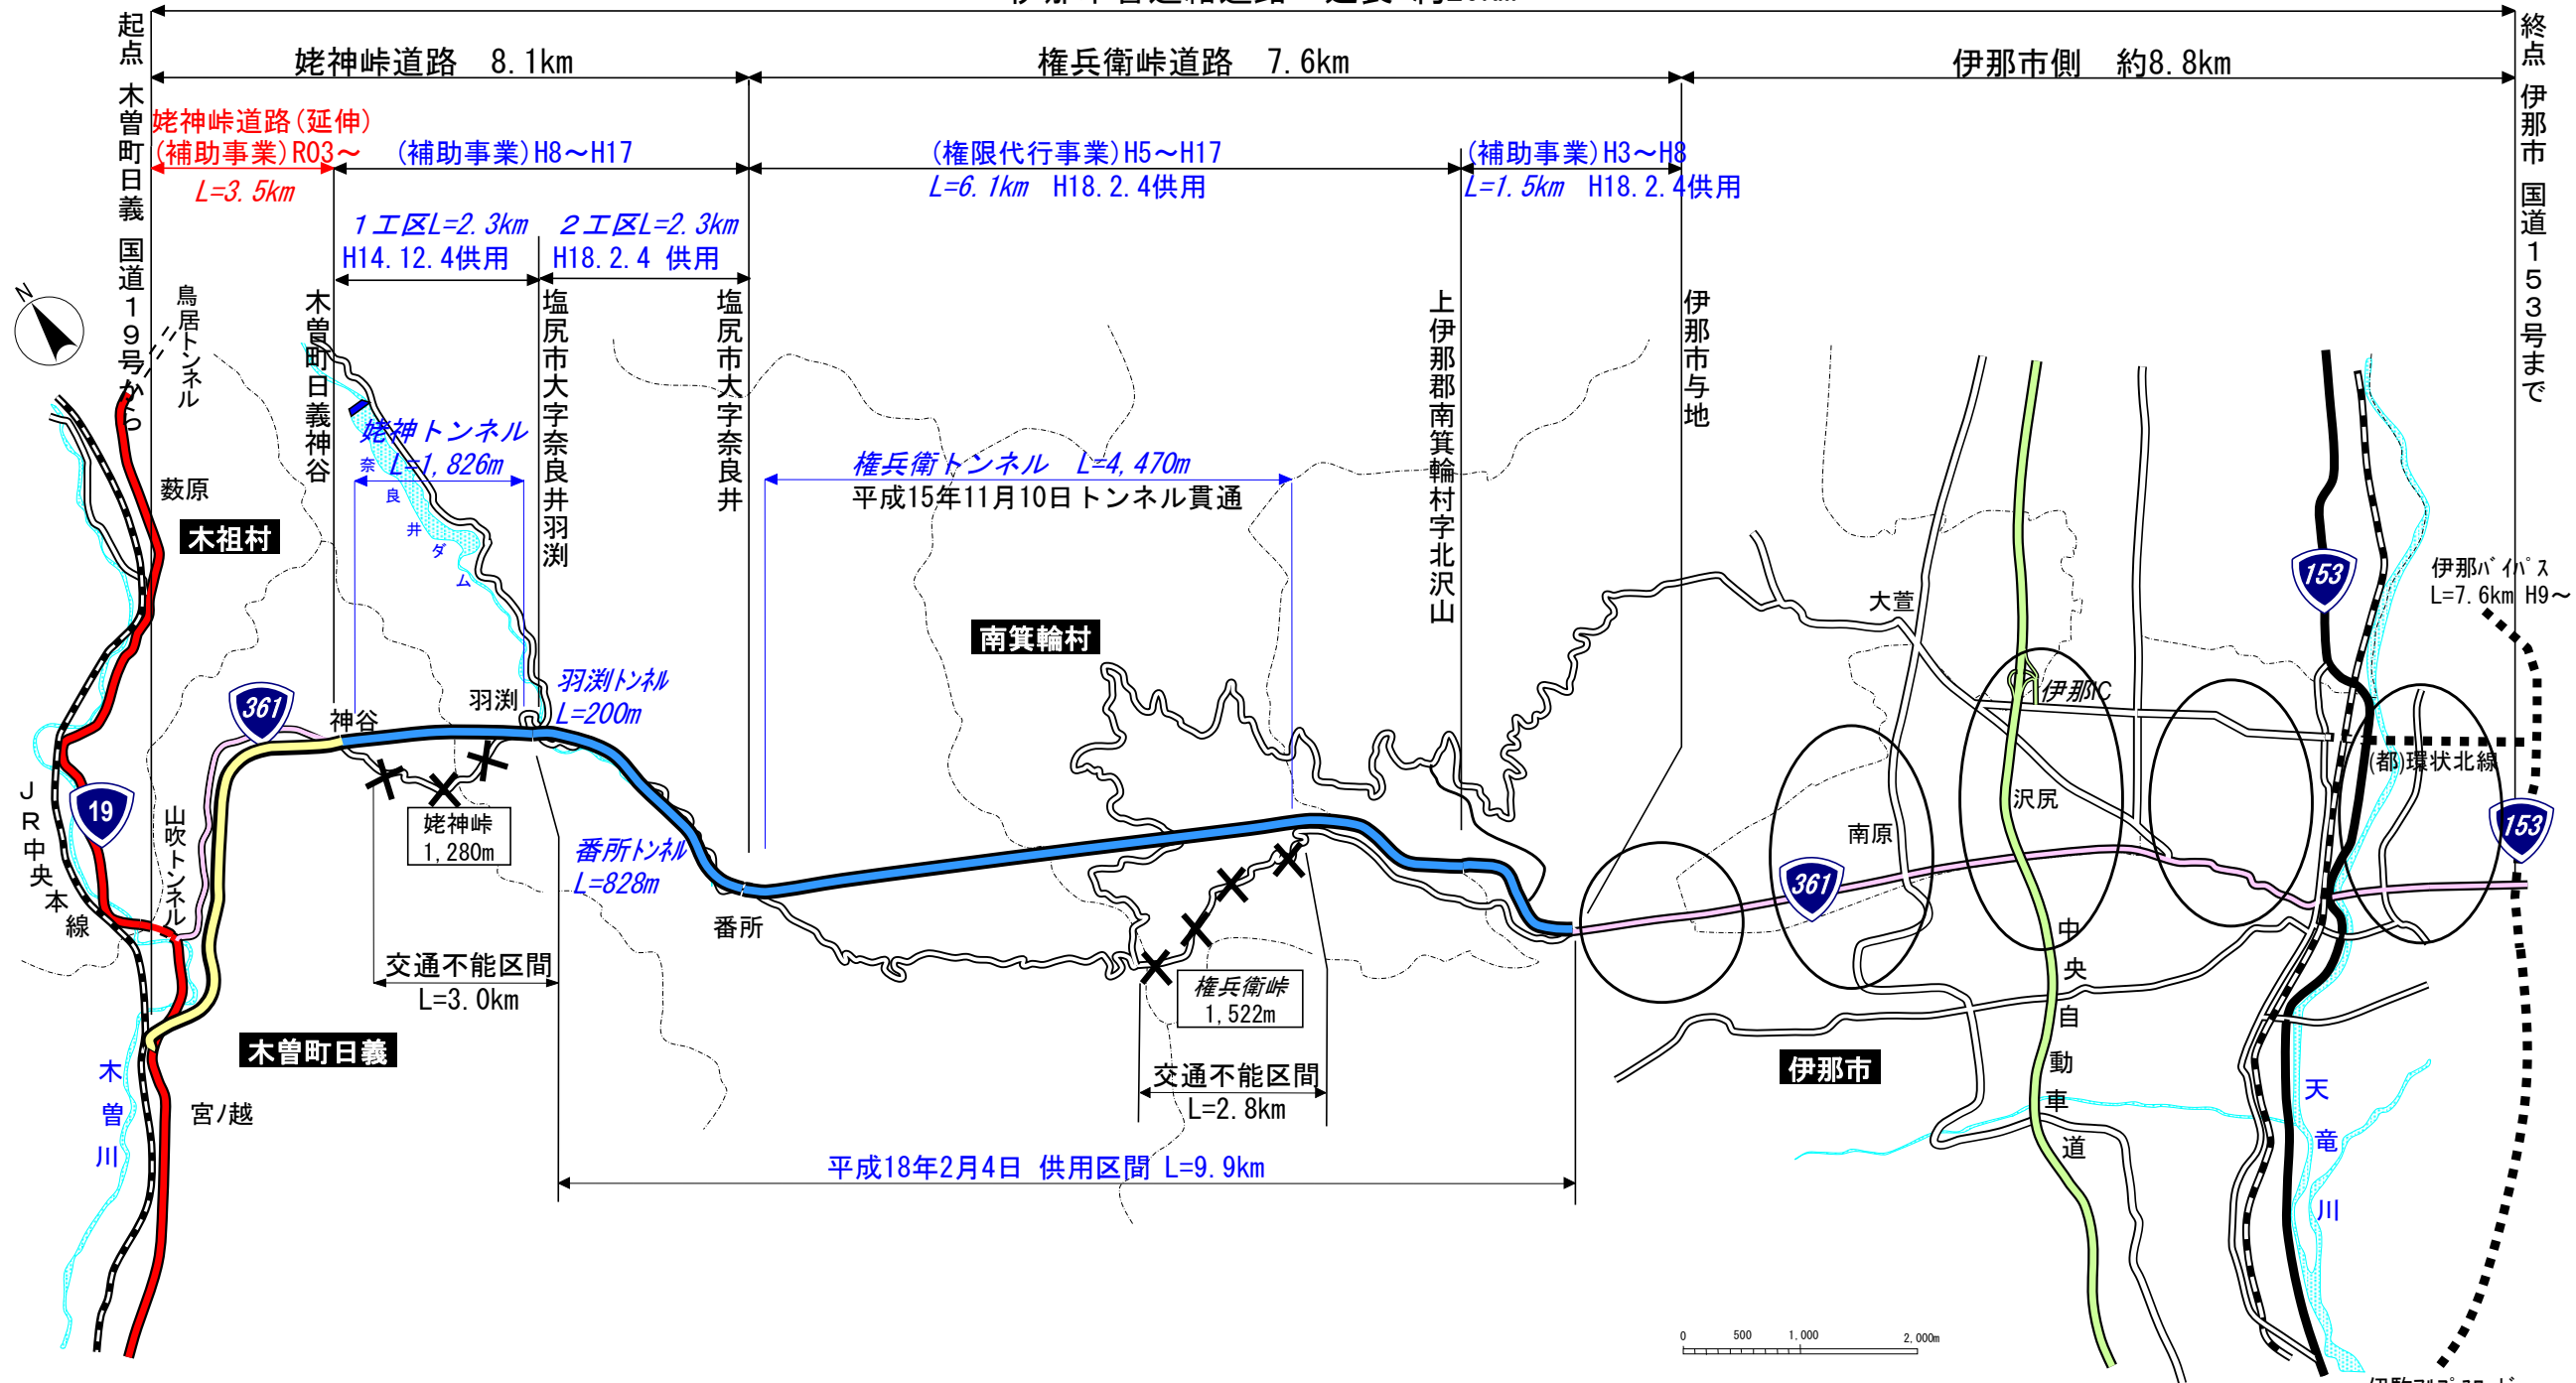 起点 木曽町日義 国道19号から
終点 伊那市 国道153号まで
姥神峠道路 8.1km
権兵衛峠道路 7.6km
伊那市側 約8.8km
姥神峠道路(延伸)
(補助事業)R03～
L=3.5km
(補助事業)H8～H17
(権限代行事業)H5～H17
L=6.1km H18.2.4供用
(補助事業)H3～H8
L=1.5km H18.2.4供用
1工区L=2.3km
H14.12.4供用
2工区L=2.3km
H18.2.4 供用
N
鳥居トンネル
木曽町日義神谷
塩尻市大字奈良井羽渕
塩尻市大字奈良井
上伊那郡南箕輪村字北沢山
伊那市与地
姥神トンネル
L=1,826m
奈良井ダム
権兵衛トンネル L=4,470m
平成15年11月10日トンネル貫通
薮原
木祖村
南箕輪村
大萱
153
伊那ﾊﾞｲﾊﾟｽ
L=7.6km H9～
361
神谷
羽渕
羽渕ﾄﾝﾈﾙ
L=200m
伊那IC
(都)環状北線
JR中央本線
19
山吹トンネル
姥神峠
1,280m
番所ﾄﾝﾈﾙ
L=828m
番所
南原
沢尻
361
153
交通不能区間
L=3.0km
権兵衛峠
1,522m
交通不能区間
L=2.8km
木曽町日義
伊那市
中央自動車道
木曽川
宮ﾉ越
天竜川
平成18年2月4日 供用区間 L=9.9km
0 500 1,000 2,000m